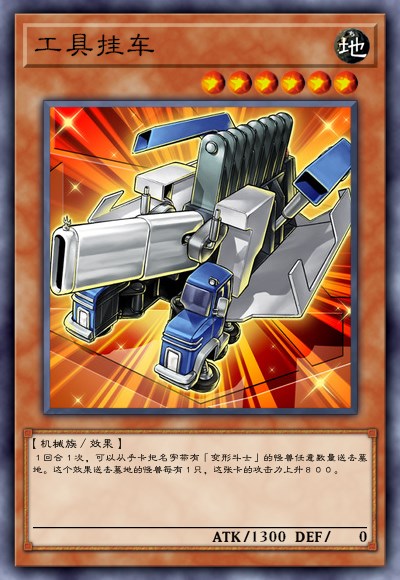 工具挂车
地
【机械族／效果】
1回合1次，可以从手卡把名字带有「变形斗士」的怪兽任意数量送去墓
地。这个效果送去墓地的怪兽每有1只，这张卡的攻击力上升８００。
ATK/1300 DEF/ 0